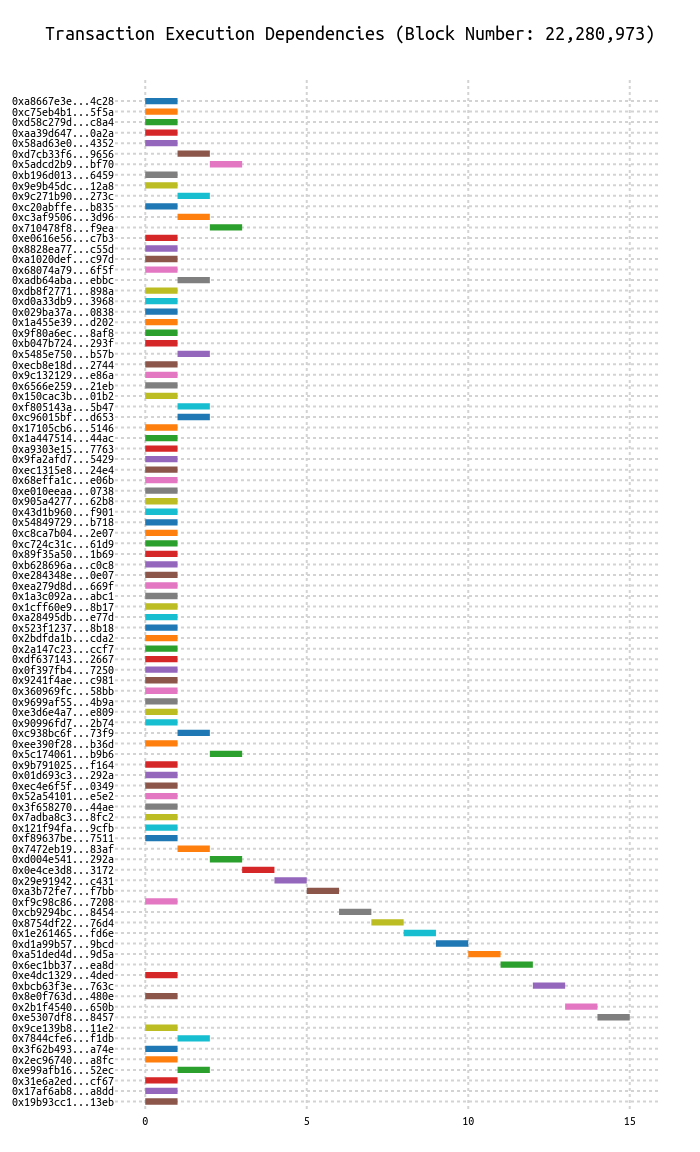 Transaction Execution Dependencies (Block Number: 22,280,973)
0xa8667e3e...4c28
0xc75eb4b1...5f5a
0xd58c279d...c8a4
0xaa39d647...0a2a
0x58ad63e0...4352
0xd7cb33f6...9656
0x5adcd2b9...bf70
0xb196d013...6459
0x9e9b45dc...12a8
0x9c271b90...273c
0xc20abffe...b835
0xc3af9506...3d96
0x710478f8...f9ea
0xe0616e56...c7b3
0x8828ea77...c55d
0xa1020def...c97d
0x68074a79...6f5f
0xadb64aba...ebbc
0xdb8f2771...898a
0xd0a33db9...3968
0x029ba37a...0838
0x1a455e39...d202
0x9f80a6ec...8af8
0xb047b724...293f
0x5485e750...b57b
0xecb8e18d...2744
0x9c132129...e86a
0x6566e259...21eb
0x150cac3b...01b2
0xf805143a...5b47
0xc96015bf...d653
0x17105cb6...5146
0x1a447514...44ac
0xa9303e15...7763
0x9fa2afd7...5429
0xec1315e8...24e4
0x68effa1c...e06b
0xe010eeaa...0738
0x905a4277...62b8
0x43d1b960...f901
0x54849729...b718
0xc8ca7b04...2e07
0xc724c31c...61d9
0x89f35a50...1b69
0xb628696a...c0c8
0xe284348e...0e07
0xea279d8d...669f
0x1a3c092a...abc1
0x1cff60e9...8b17
0xa28495db...e77d
0x523f1237...8b18
0x2bdfda1b...cda2
0x2a147c23...ccf7
0xdf637143...2667
0x0f397fb4...7250
0x9241f4ae...c981
0x360969fc...58bb
0x9699af55...4b9a
0xe3d6e4a7...e809
0x90996fd7...2b74
0xc938bc6f...73f9
0xee390f28...b36d
0x5c174061...b9b6
0x9b791025...f164
0x01d693c3...292a
0xec4e6f5f...0349
0x52a54101...e5e2
0x3f658270...44ae
0x7adba8c3...8fc2
0x121f94fa...9cfb
0xf89637be...7511
0x7472eb19...83af
0xd004e541...292a
0x0e4ce3d8...3172
0x29e91942...c431
0xa3b72fe7...f7bb
0xf9c98c86...7208
0xcb9294bc...8454
0x8754df22...76d4
0x1e261465...fd6e
0xd1a99b57...9bcd
0xa51ded4d...9d5a
0x6ec1bb37...ea8d
0xe4dc1329...4ded
0xbcb63f3e...763c
0x8e0f763d...480e
0x2b1f4540...650b
0xe5307df8...8457
0x9ce139b8...11e2
0x7844cfe6...f1db
0x3f62b493...a74e
0x2ec96740...a8fc
0xe99afb16...52ec
0x31e6a2ed...cf67
0x17af6ab8...a8dd
0x19b93cc1...13eb
0 5 10 15